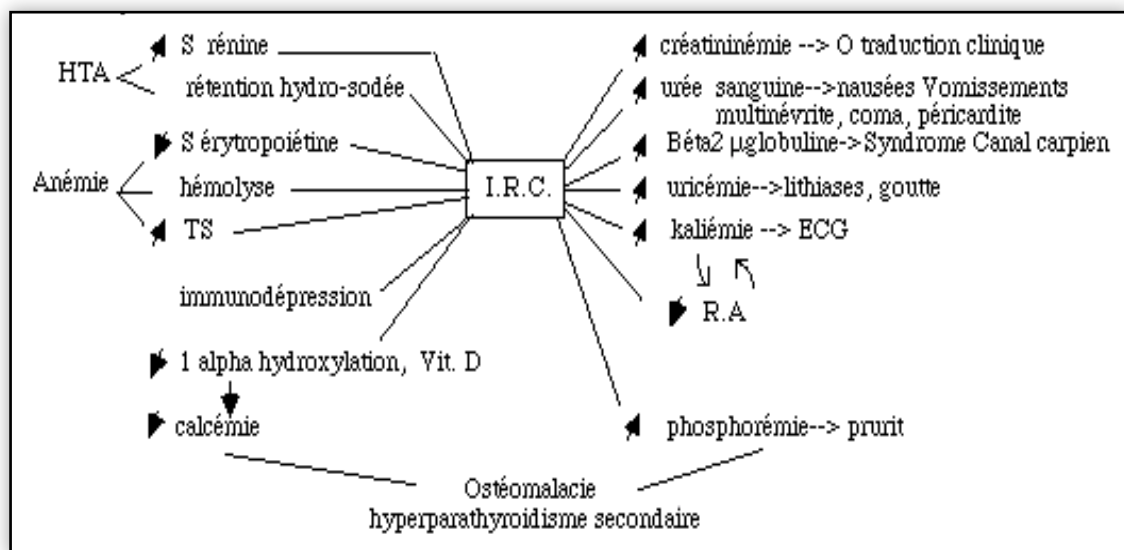 S rénine
HTA
rétention hydro-sodée
S érytropoiétine
Anémie
hémolyse
TS
immunodépression
1 alpha hydroxylation, Vit. D
calcémie
I.R.C.
créatininémie --> O traduction clinique
urée sanguine-->nausées Vomissements
multinévrite, coma, péricardite
Béta2 µglobuline->Syndrome Canal carpien
uricémie-->lithiases, goutte
kaliémie --> ECG
R.A
phosphorémie--> prurit
Ostéomalacie
hyperparathyroidisme secondaire